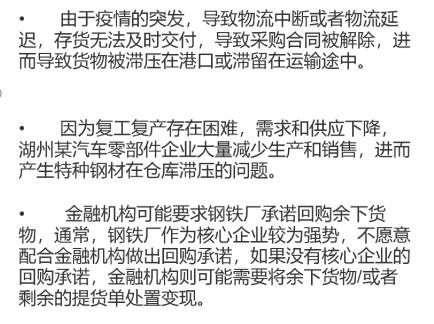 • 由于疫情的突发，导致物流中断或者物流延
迟，存货无法及时交付，导致采购合同被解除，进
而导致货物被滞压在港口或滞留在运输途中。
• 因为复工复产存在困难，需求和供应下降，
湖州某汽车零部件企业大量减少生产和销售，进而
产生特种钢材在仓库滞压的问题。
• 金融机构可能要求钢铁厂承诺回购余下货
物，通常，钢铁厂作为核心企业较为强势，不愿意
配合金融机构做出回购承诺，如果没有核心企业的
回购承诺，金融机构则可能需要将余下货物/或者
剩余的提货单处置变现。